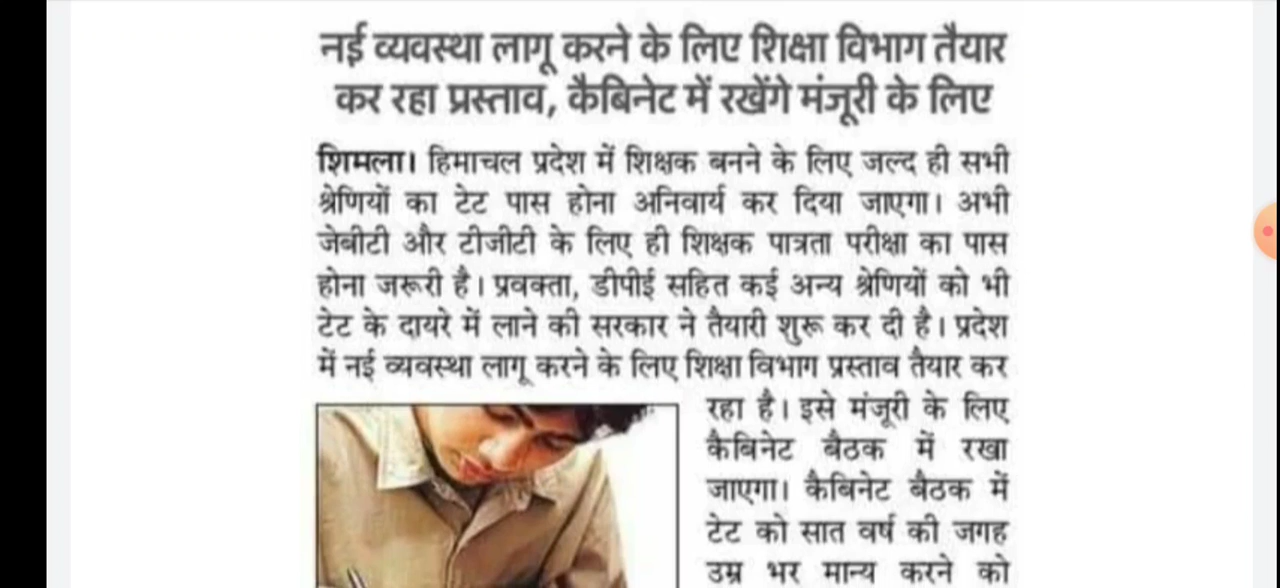 नई व्यवस्था लागू करने के लिए शिक्षा विभाग तैयार
कर रहा प्रस्ताव, कैबिनेट में रखेंगे मंजूरी के लिए
शिमला। हिमाचल प्रदेश में शिक्षक बनने के लिए जल्द ही सभी
श्रेणियों का टेट पास होना अनिवार्य कर दिया जाएगा। अभी
जेबीटी और टीजीटी के लिए ही शिक्षक पात्रता परीक्षा का पास
होना जरूरी है। प्रवक्ता, डीपीई सहित कई अन्य श्रेणियों को भी
टेट के दायरे में लाने की सरकार ने तैयारी शुरू कर दी है। प्रदेश
में नई व्यवस्था लागू करने के लिए शिक्षा विभाग प्रस्ताव तैयार कर
रहा है। इसे मंजूरी के लिए
कैबिनेट बैठक में रखा
जाएगा। कैबिनेट बैठक में
टेट को सात वर्ष की जगह
उम्र भर मान्य करने को